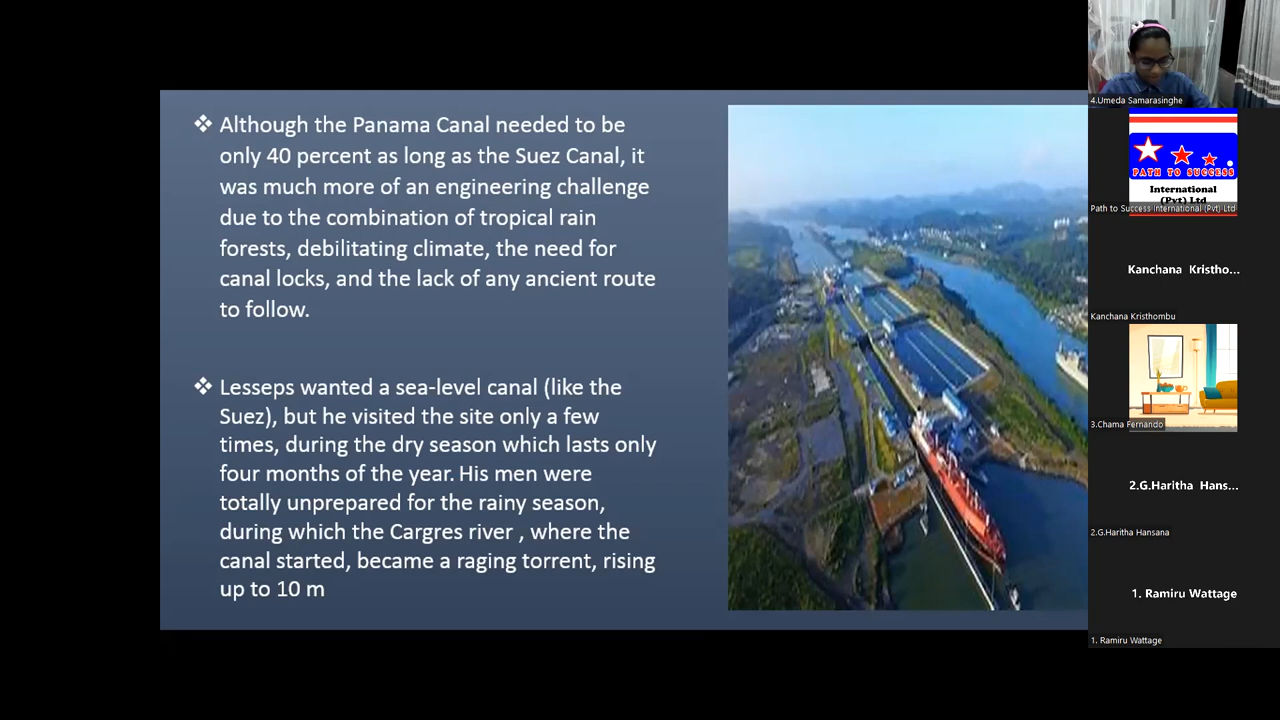 ❖ Although the Panama Canal needed to be
only 40 percent as long as the Suez Canal, it
was much more of an engineering challenge
due to the combination of tropical rain
forests, debilitating climate, the need for
canal locks, and the lack of any ancient route
to follow.
❖ Lesseps wanted a sea-level canal (like the
Suez), but he visited the site only a few
times, during the dry season which lasts only
four months of the year. His men were
totally unprepared for the rainy season,
during which the Cargres river , where the
canal started, became a raging torrent, rising
up to 10 m
4.Umeda Samarasinghe
PATH TO SUCCESS
International
(Pvt) Ltd
Path to Success International (Pvt) Ltd
Kanchana Kristho...
Kanchana Kristhombu
3.Chama Fernando
2.G.Haritha Hans...
2.G.Haritha Hansana
1. Ramiru Wattage
1. Ramiru Wattage